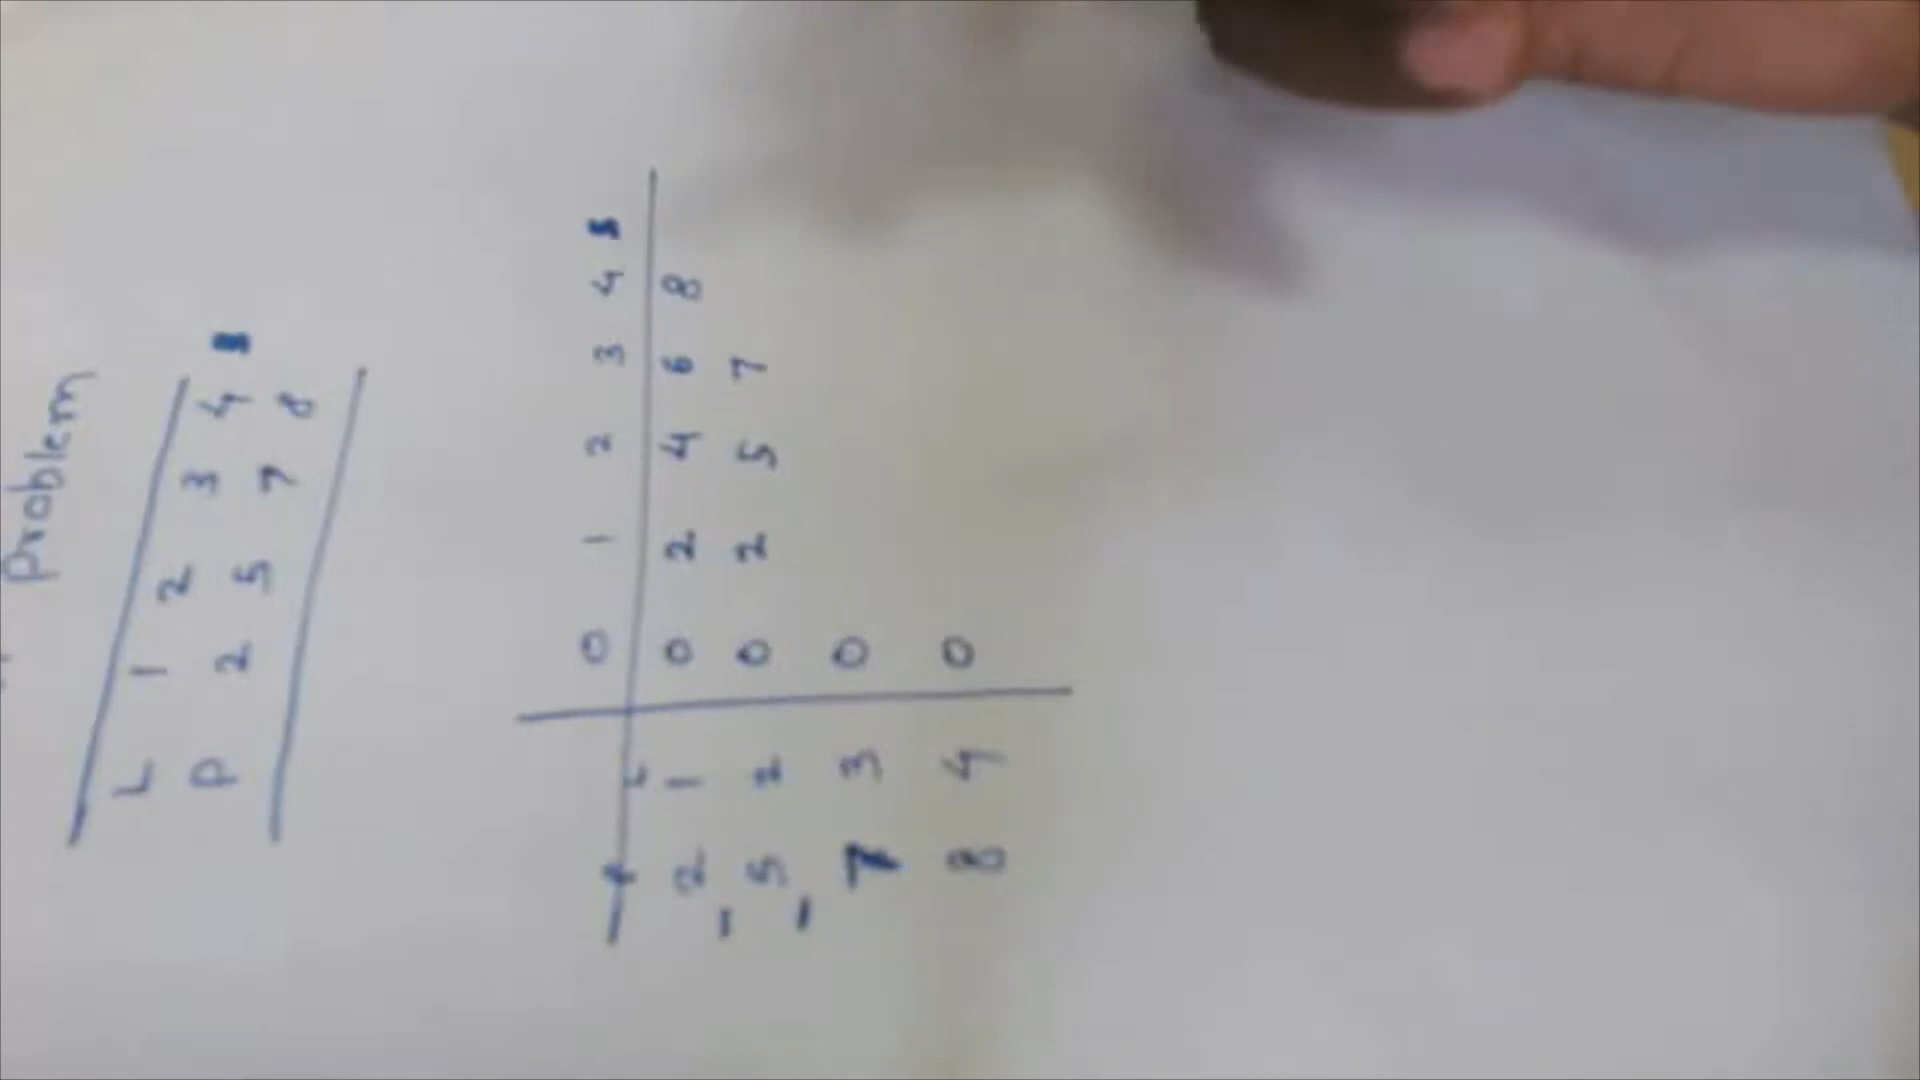 Problem
L 1 2 3 4
P 2 5 7 8
0 1 2 3 4
P L
2 1 0 2 4 6 8
5 2 0 2 5 7
7 3 0
8 4 0